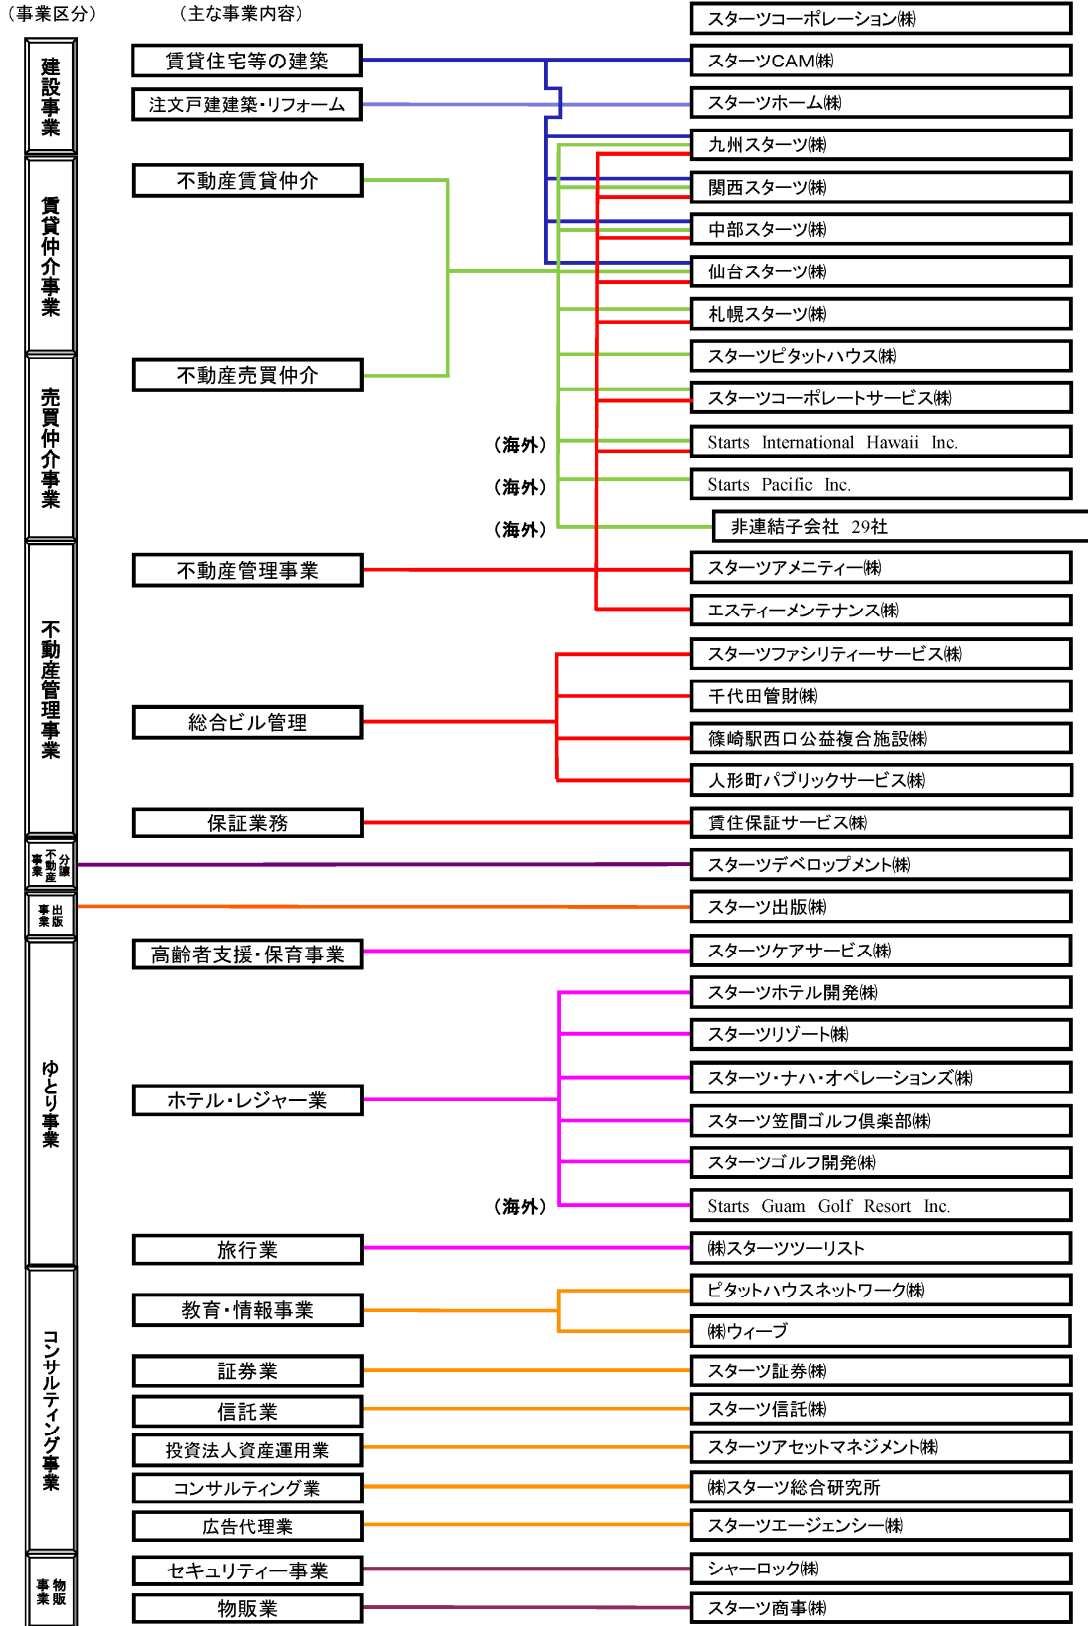 （事業区分）
（主な事業内容）
スターツコーポレーション㈱
建設事業
賃貸住宅等の建築
スターツCAM㈱
注文戸建建築・リフォーム
スターツホーム㈱
九州スターツ㈱
賃貸仲介事業
不動産賃貸仲介
関西スターツ㈱
中部スターツ㈱
仙台スターツ㈱
札幌スターツ㈱
スターツピタットハウス㈱
売買仲介事業
不動産売買仲介
スターツコーポレートサービス㈱
（海外）
Starts International Hawaii Inc.
（海外）
Starts Pacific Inc.
（海外）
非連結子会社 29社
不動産管理事業
不動産管理事業
スターツアメニティー㈱
エスティーメンテナンス㈱
スターツファシリティーサービス㈱
千代田管財㈱
総合ビル管理
篠崎駅西口公益複合施設㈱
人形町パブリックサービス㈱
保証業務
賃住保証サービス㈱
分譲不動産事業
スターツデベロップメント㈱
出版事業
スターツ出版㈱
ゆとり事業
高齢者支援・保育事業
スターツケアサービス㈱
スターツホテル開発㈱
スターツリゾート㈱
ホテル・レジャー業
スターツ・ナハ・オペレーションズ㈱
スターツ笠間ゴルフ倶楽部㈱
スターツゴルフ開発㈱
（海外）
Starts Guam Golf Resort Inc.
旅行業
㈱スターツツーリスト
コンサルティング事業
教育・情報事業
ピタットハウスネットワーク㈱
㈱ウィーブ
証券業
スターツ証券㈱
信託業
スターツ信託㈱
投資法人資産運用業
スターツアセットマネジメント㈱
コンサルティング業
㈱スターツ総合研究所
広告代理業
スターツエージェンシー㈱
物販事業
セキュリティー事業
シャーロック㈱
物販業
スターツ商事㈱